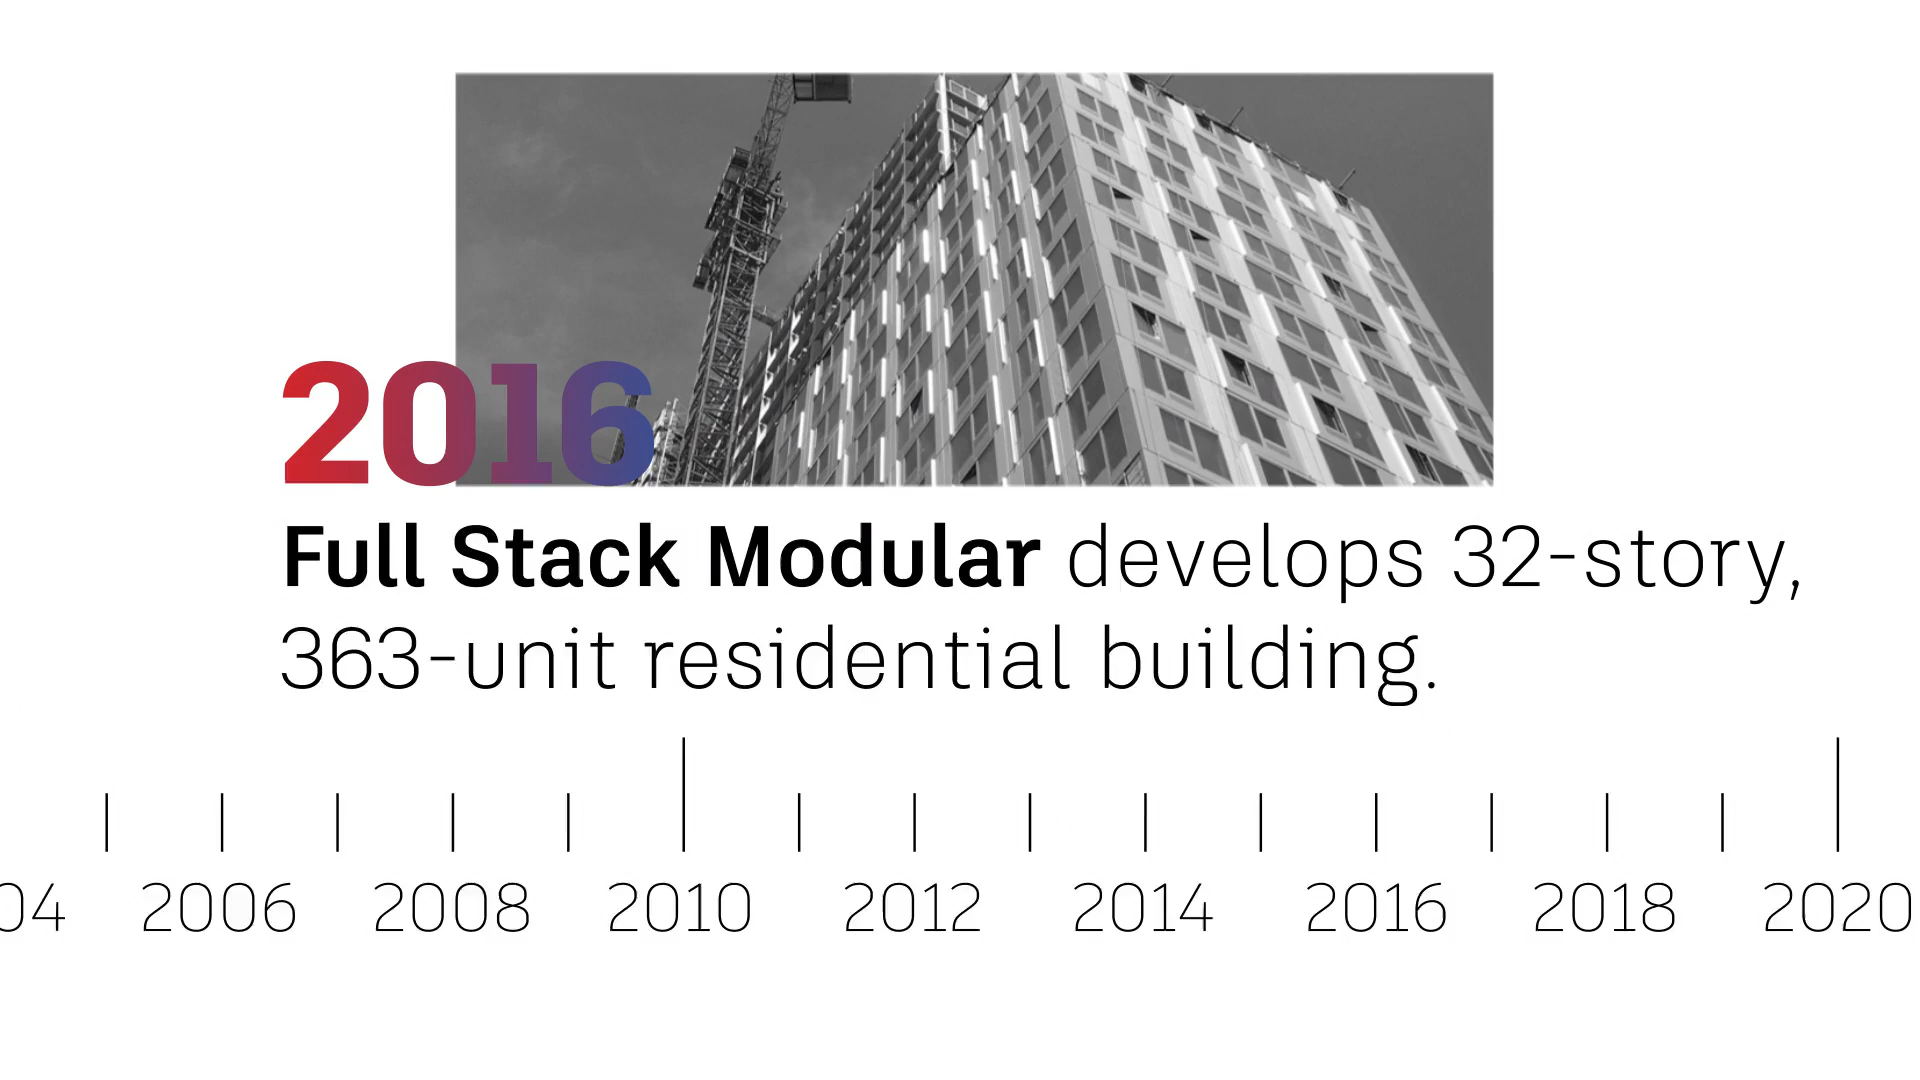 2016
Full Stack Modular develops 32-story,
363-unit residential building.
04 2006 2008 2010 2012 2014 2016 2018 2020